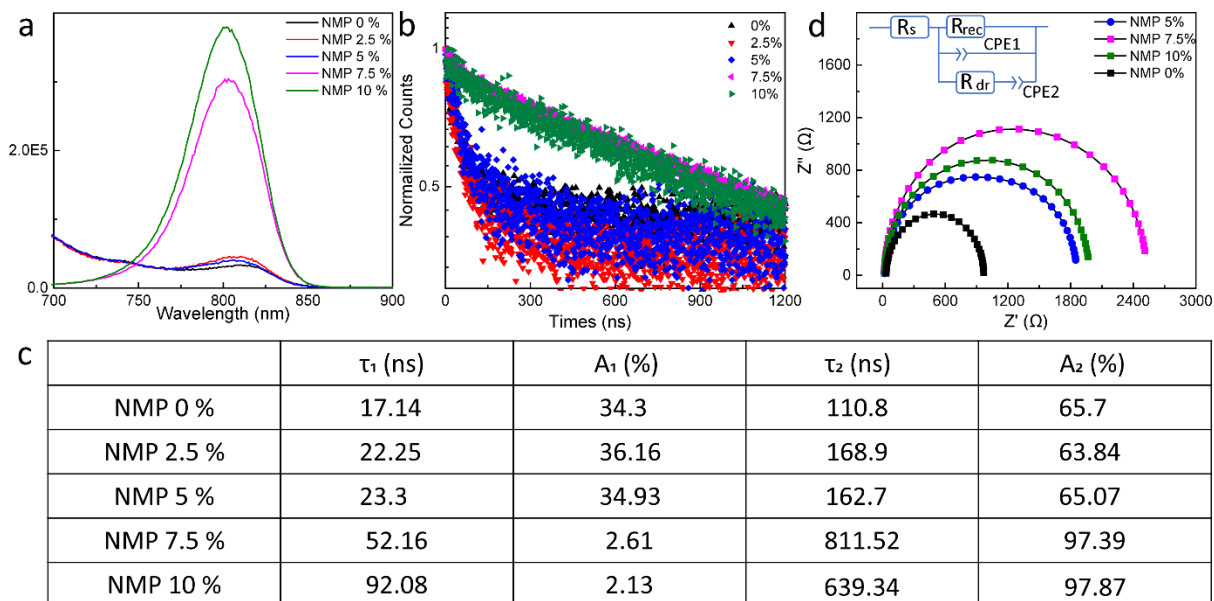 a
NMP 0 %
NMP 2.5 %
NMP 5 %
NMP 7.5 %
NMP 10 %
2.0E5
0.0
700 750 800 850 900
Wavelength (nm)
b
0%
2.5%
5%
7.5%
10%
1
0.5
Normalized Counts
0 300 600 900 1200
Times (ns)
d
Rs
Rrec
CPE1
Rdr
CPE2
NMP 5%
NMP 7.5%
NMP 10%
NMP 0%
1800
1600
1200
800
400
0
Z'' (Ω)
0 600 1200 1800 2400 3000
Z' (Ω)
c
τ₁ (ns) A₁ (%) τ₂ (ns) A₂ (%)
NMP 0 % 17.14 34.3 110.8 65.7
NMP 2.5 % 22.25 36.16 168.9 63.84
NMP 5 % 23.3 34.93 162.7 65.07
NMP 7.5 % 52.16 2.61 811.52 97.39
NMP 10 % 92.08 2.13 639.34 97.87